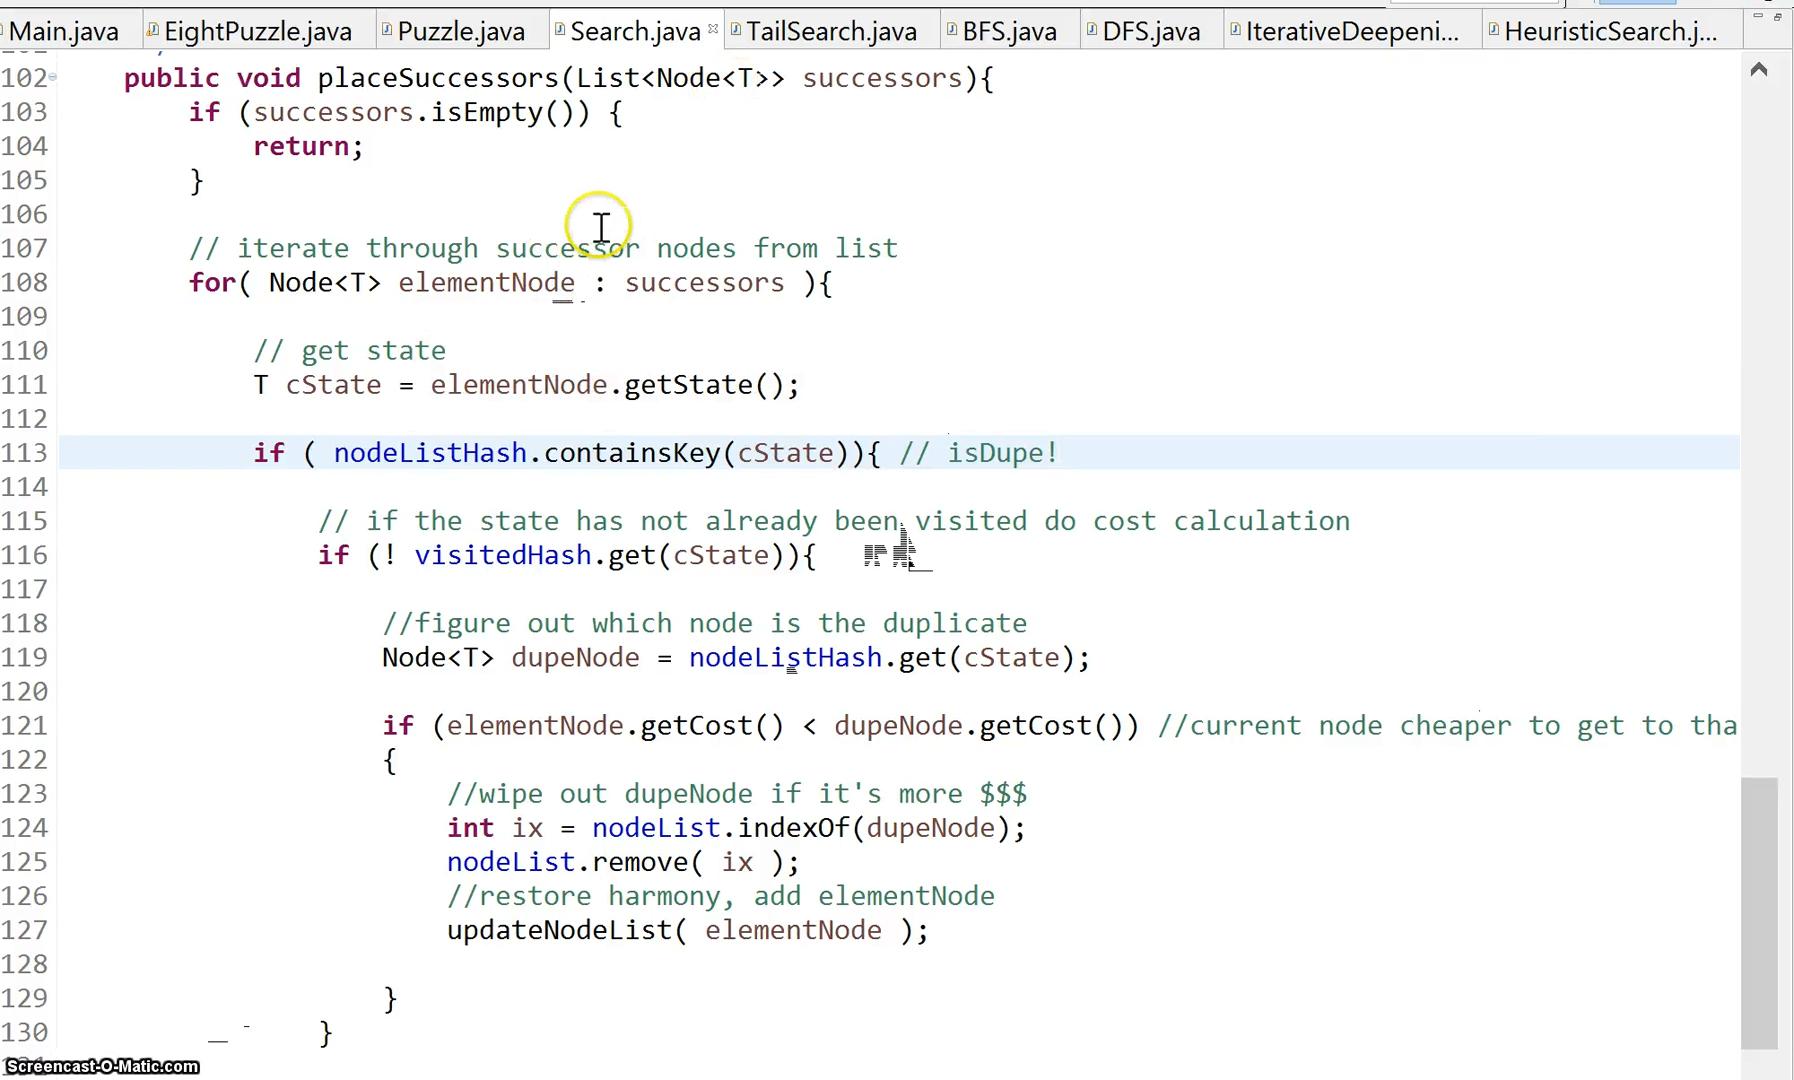 Main.java EightPuzzle.java Puzzle.java Search.java TailSearch.java BFS.java DFS.java IterativeDeepeni... HeuristicSearch.j...
102 public void placeSuccessors(List<Node<T>> successors){
103 if (successors.isEmpty()) {
104 return;
105 }
106
107 // iterate through successor nodes from list
108 for( Node<T> elementNode : successors ){
109
110 // get state
111 T cState = elementNode.getState();
112
113 if ( nodeListHash.containsKey(cState)){ // isDupe!
114
115 // if the state has not already been visited do cost calculation
116 if (! visitedHash.get(cState)){
117
118 //figure out which node is the duplicate
119 Node<T> dupeNode = nodeListHash.get(cState);
120
121 if (elementNode.getCost() < dupeNode.getCost()) //current node cheaper to get to tha
122 {
123 //wipe out dupeNode if it's more $$$
124 int ix = nodeList.indexOf(dupeNode);
125 nodeList.remove( ix );
126 //restore harmony, add elementNode
127 updateNodeList( elementNode );
128
129 }
130 }
Screencast-O-Matic.com